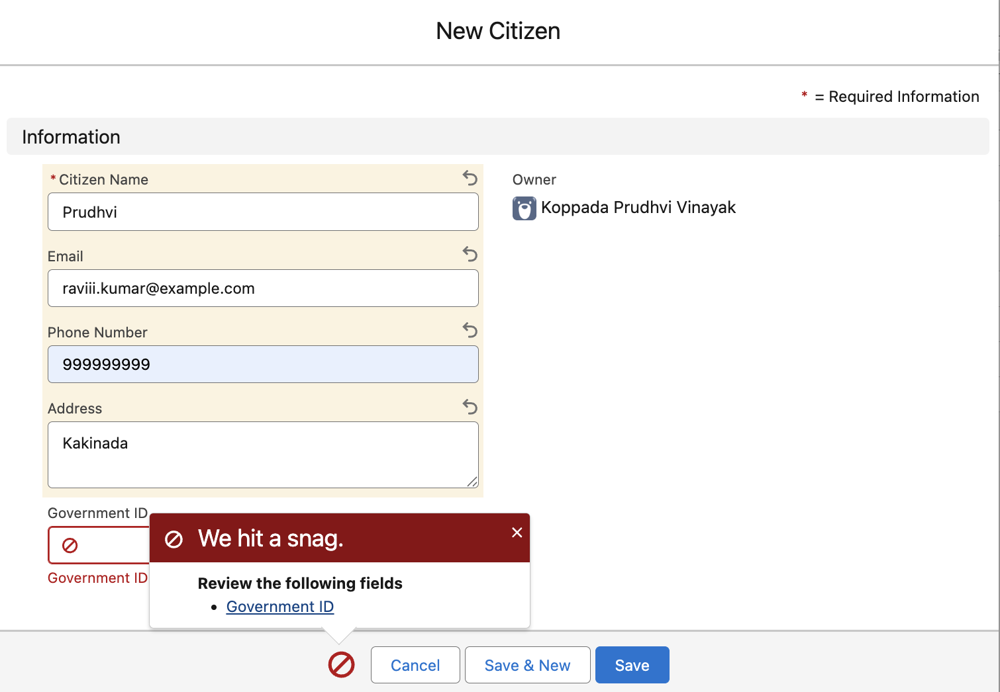 New Citizen
* = Required Information
Information
*Citizen Name
Prudhvi
Owner
Koppada Prudhvi Vinayak
Email
raviii.kumar@example.com
Phone Number
999999999
Address
Kakinada
Government ID
We hit a snag.
Government ID
Review the following fields
• Government ID
Cancel
Save & New
Save